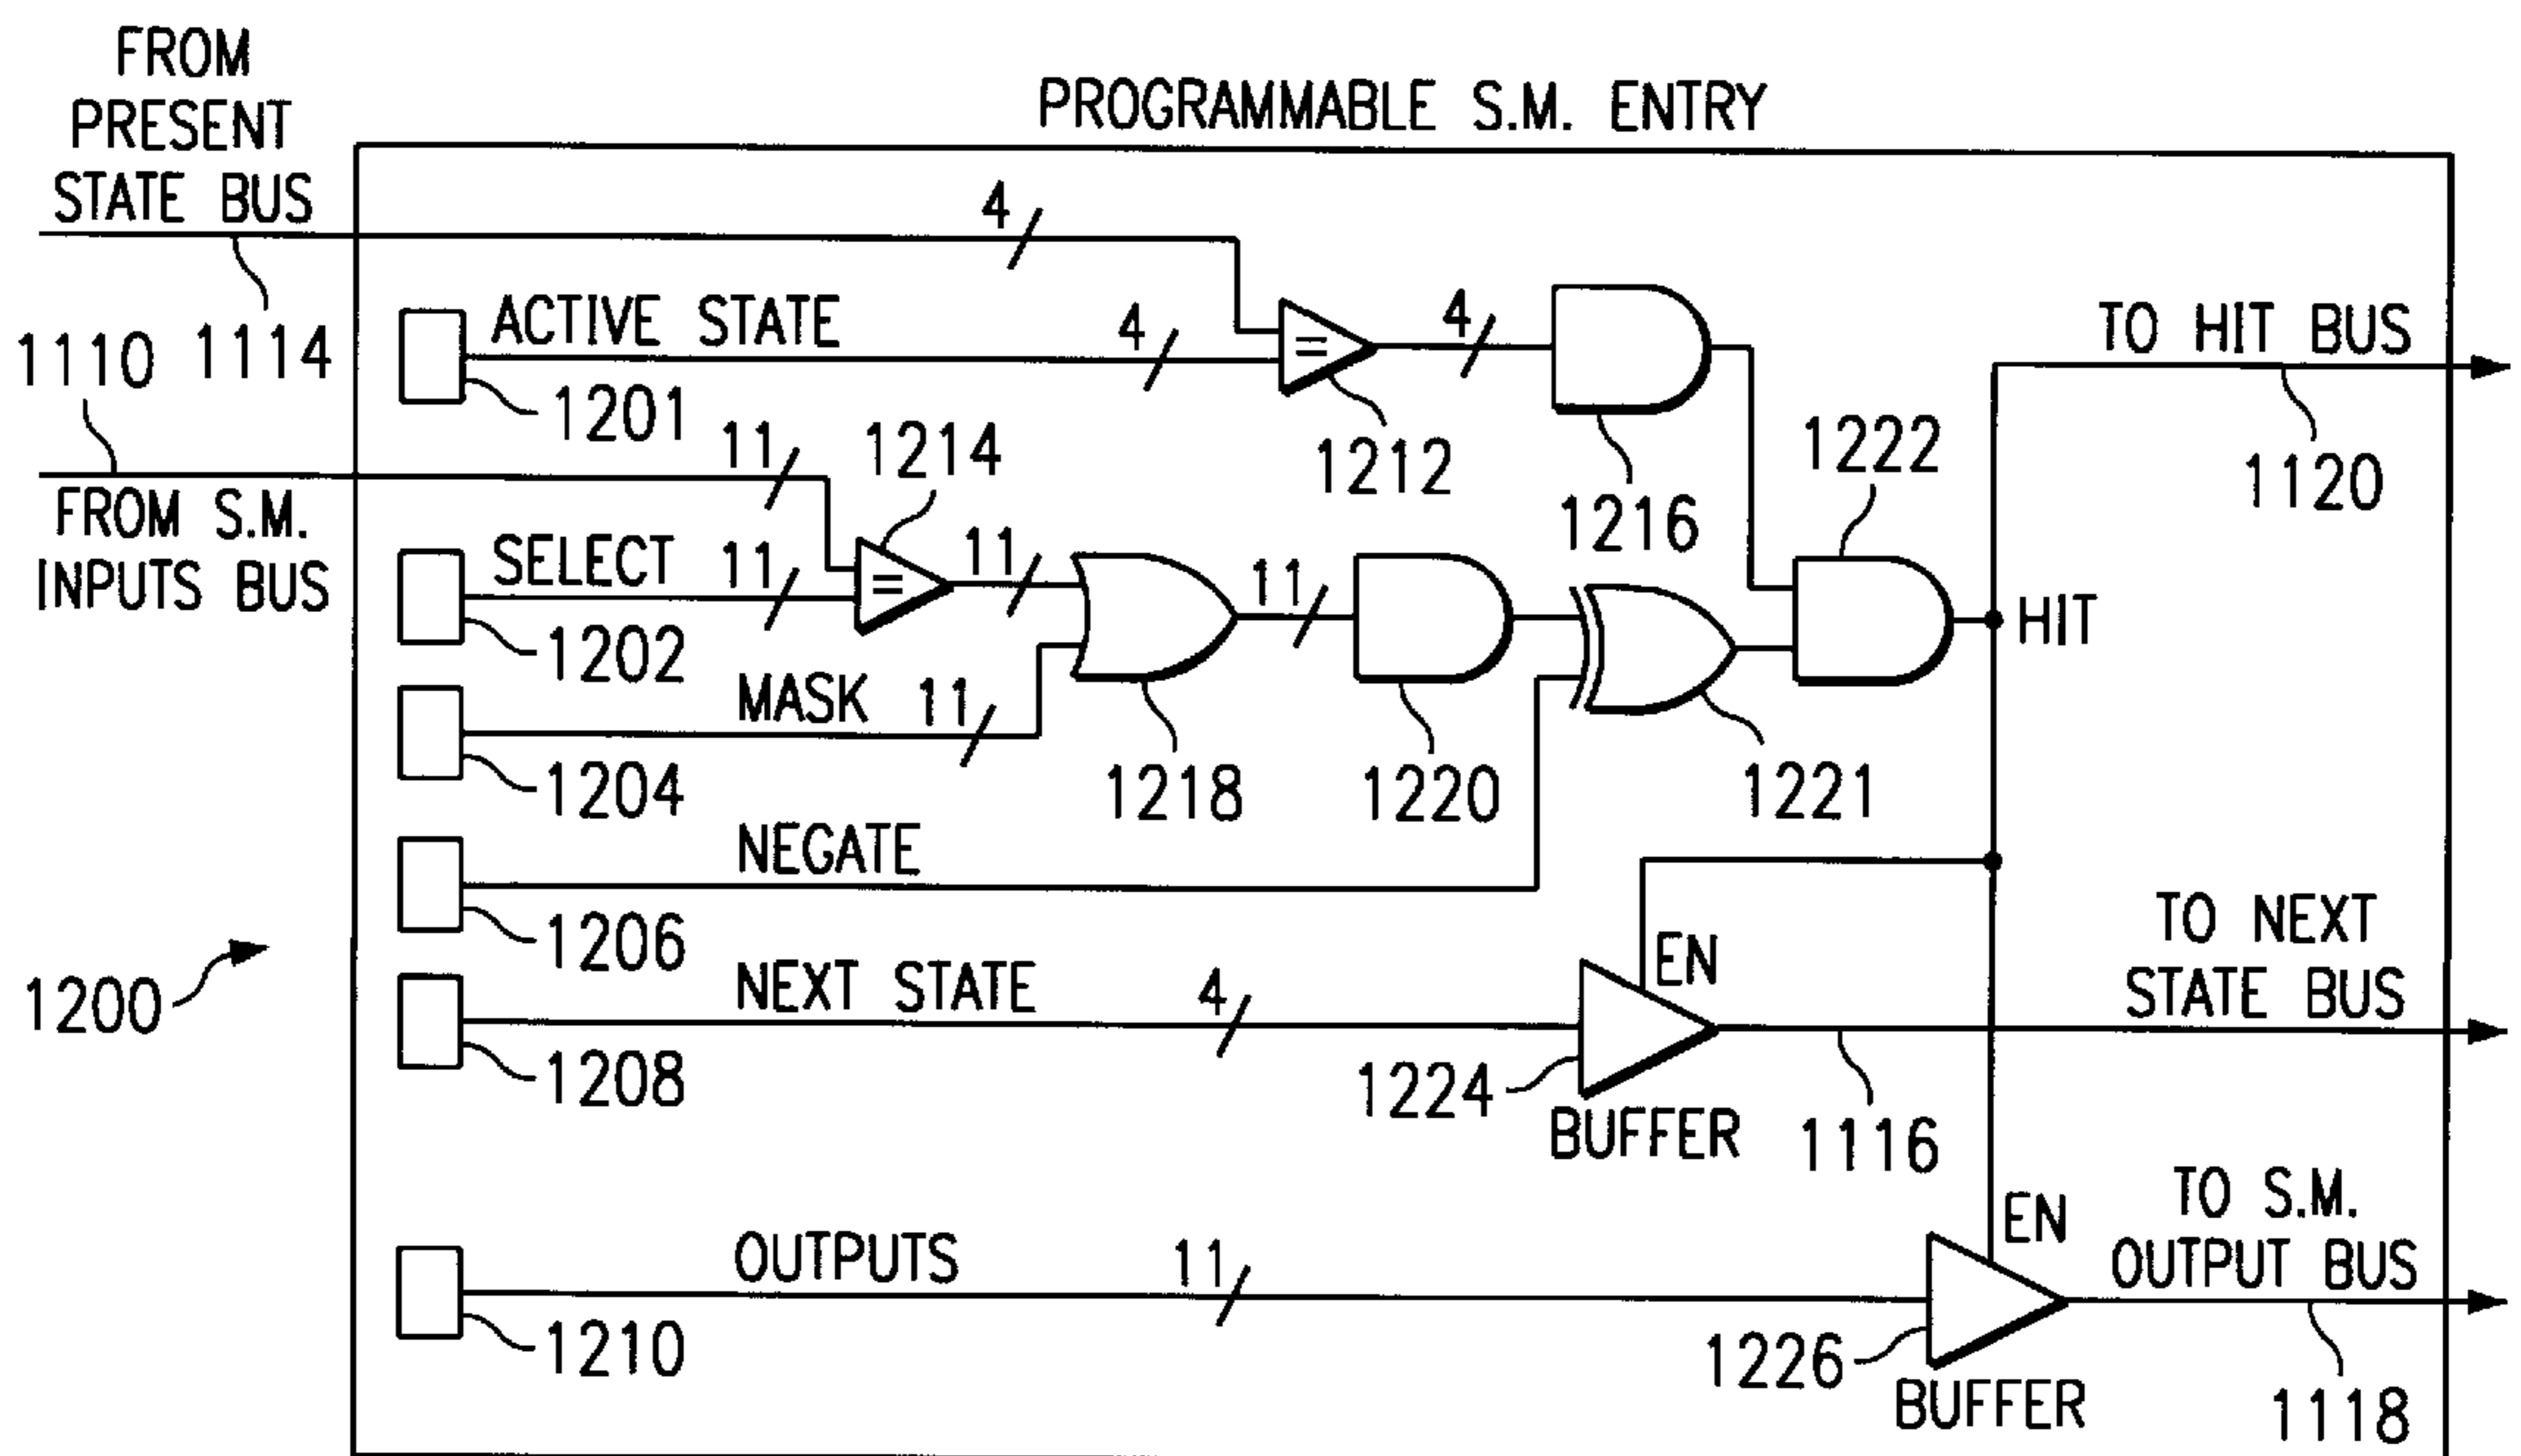 FROM
PRESENT
STATE BUS
PROGRAMMABLE S.M. ENTRY
4
1114
1110
ACTIVE STATE
4
4
1201
1212
1216
TO HIT BUS
1120
FROM S.M.
INPUTS BUS
11
1214
SELECT
11
11
11
1202
1222
HIT
MASK
11
1204
1218
1220
1221
NEGATE
1206
1200
NEXT STATE
4
1208
EN
1224
BUFFER
1116
TO NEXT
STATE BUS
OUTPUTS
11
1210
EN
1226
BUFFER
TO S.M.
OUTPUT BUS
1118
=
=